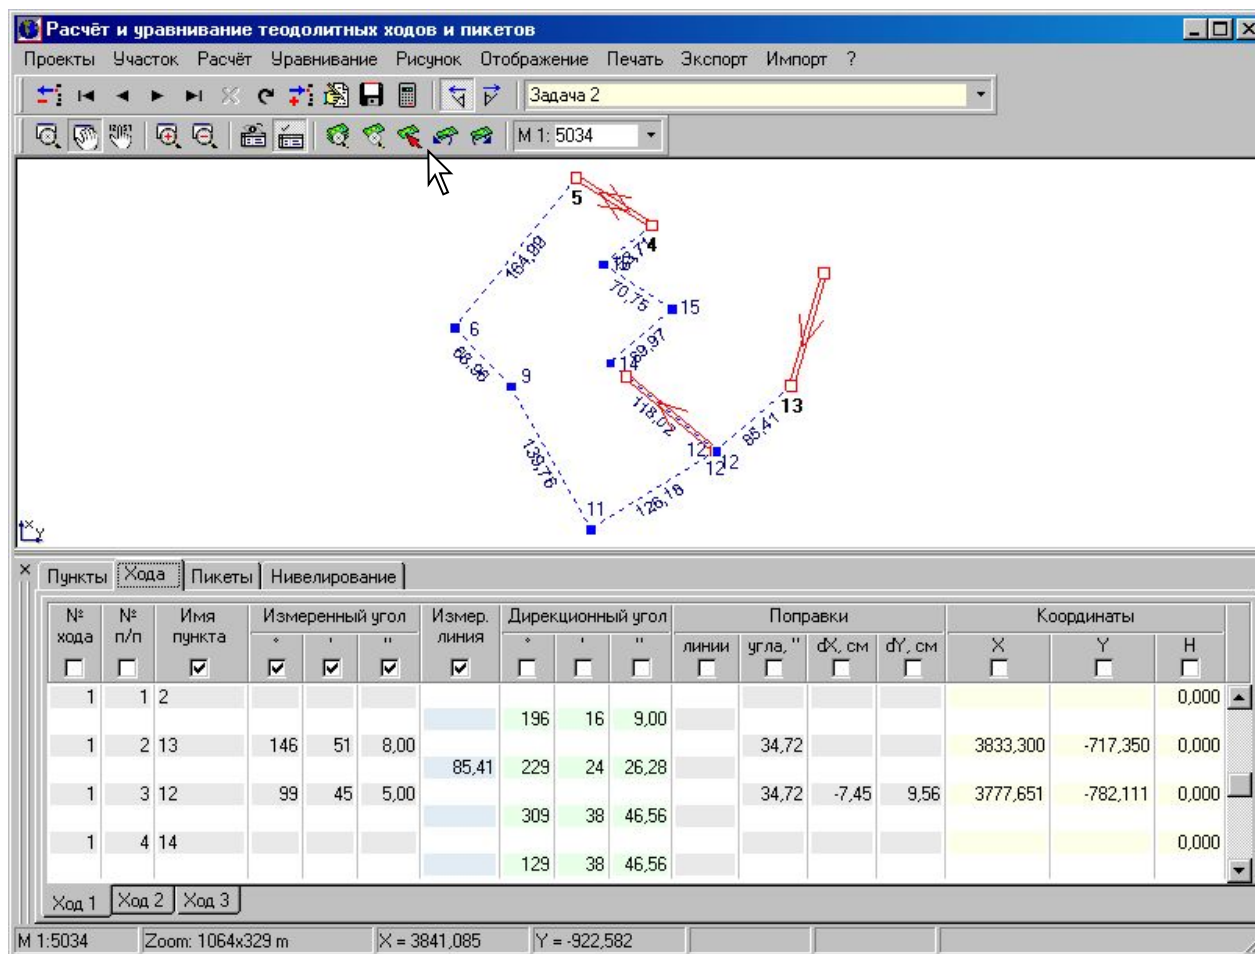 Расчёт и уравнивание теодолитных ходов и пикетов
Проекты Участок Расчёт Уравнивание Рисунок Отображение Печать Экспорт Импорт ?
Задача 2
М 1: 5034
5
4
164,99
70,75
15
6
69,97
14
68,96
9
118,02
13
85,41
139,76
12
12
12
126,18
11
X
Y
Пункты Хода Пикеты Нивелирование
№ хода № п/п Имя пункта Измеренный угол Измер. линия Дирекционный угол Поправки Координаты
° ' " ° ' " линии угла, " dX, см dY, см X Y H
1 1 2 0,000
196 16 9,00
1 2 13 146 51 8,00 34,72 3833,300 -717,350 0,000
85,41 229 24 26,28
1 3 12 99 45 5,00 34,72 -7,45 9,56 3777,651 -782,111 0,000
309 38 46,56
1 4 14 0,000
129 38 46,56
Ход 1 Ход 2 Ход 3
М 1:5034 Zoom: 1064x329 m X = 3841,085 Y = -922,582